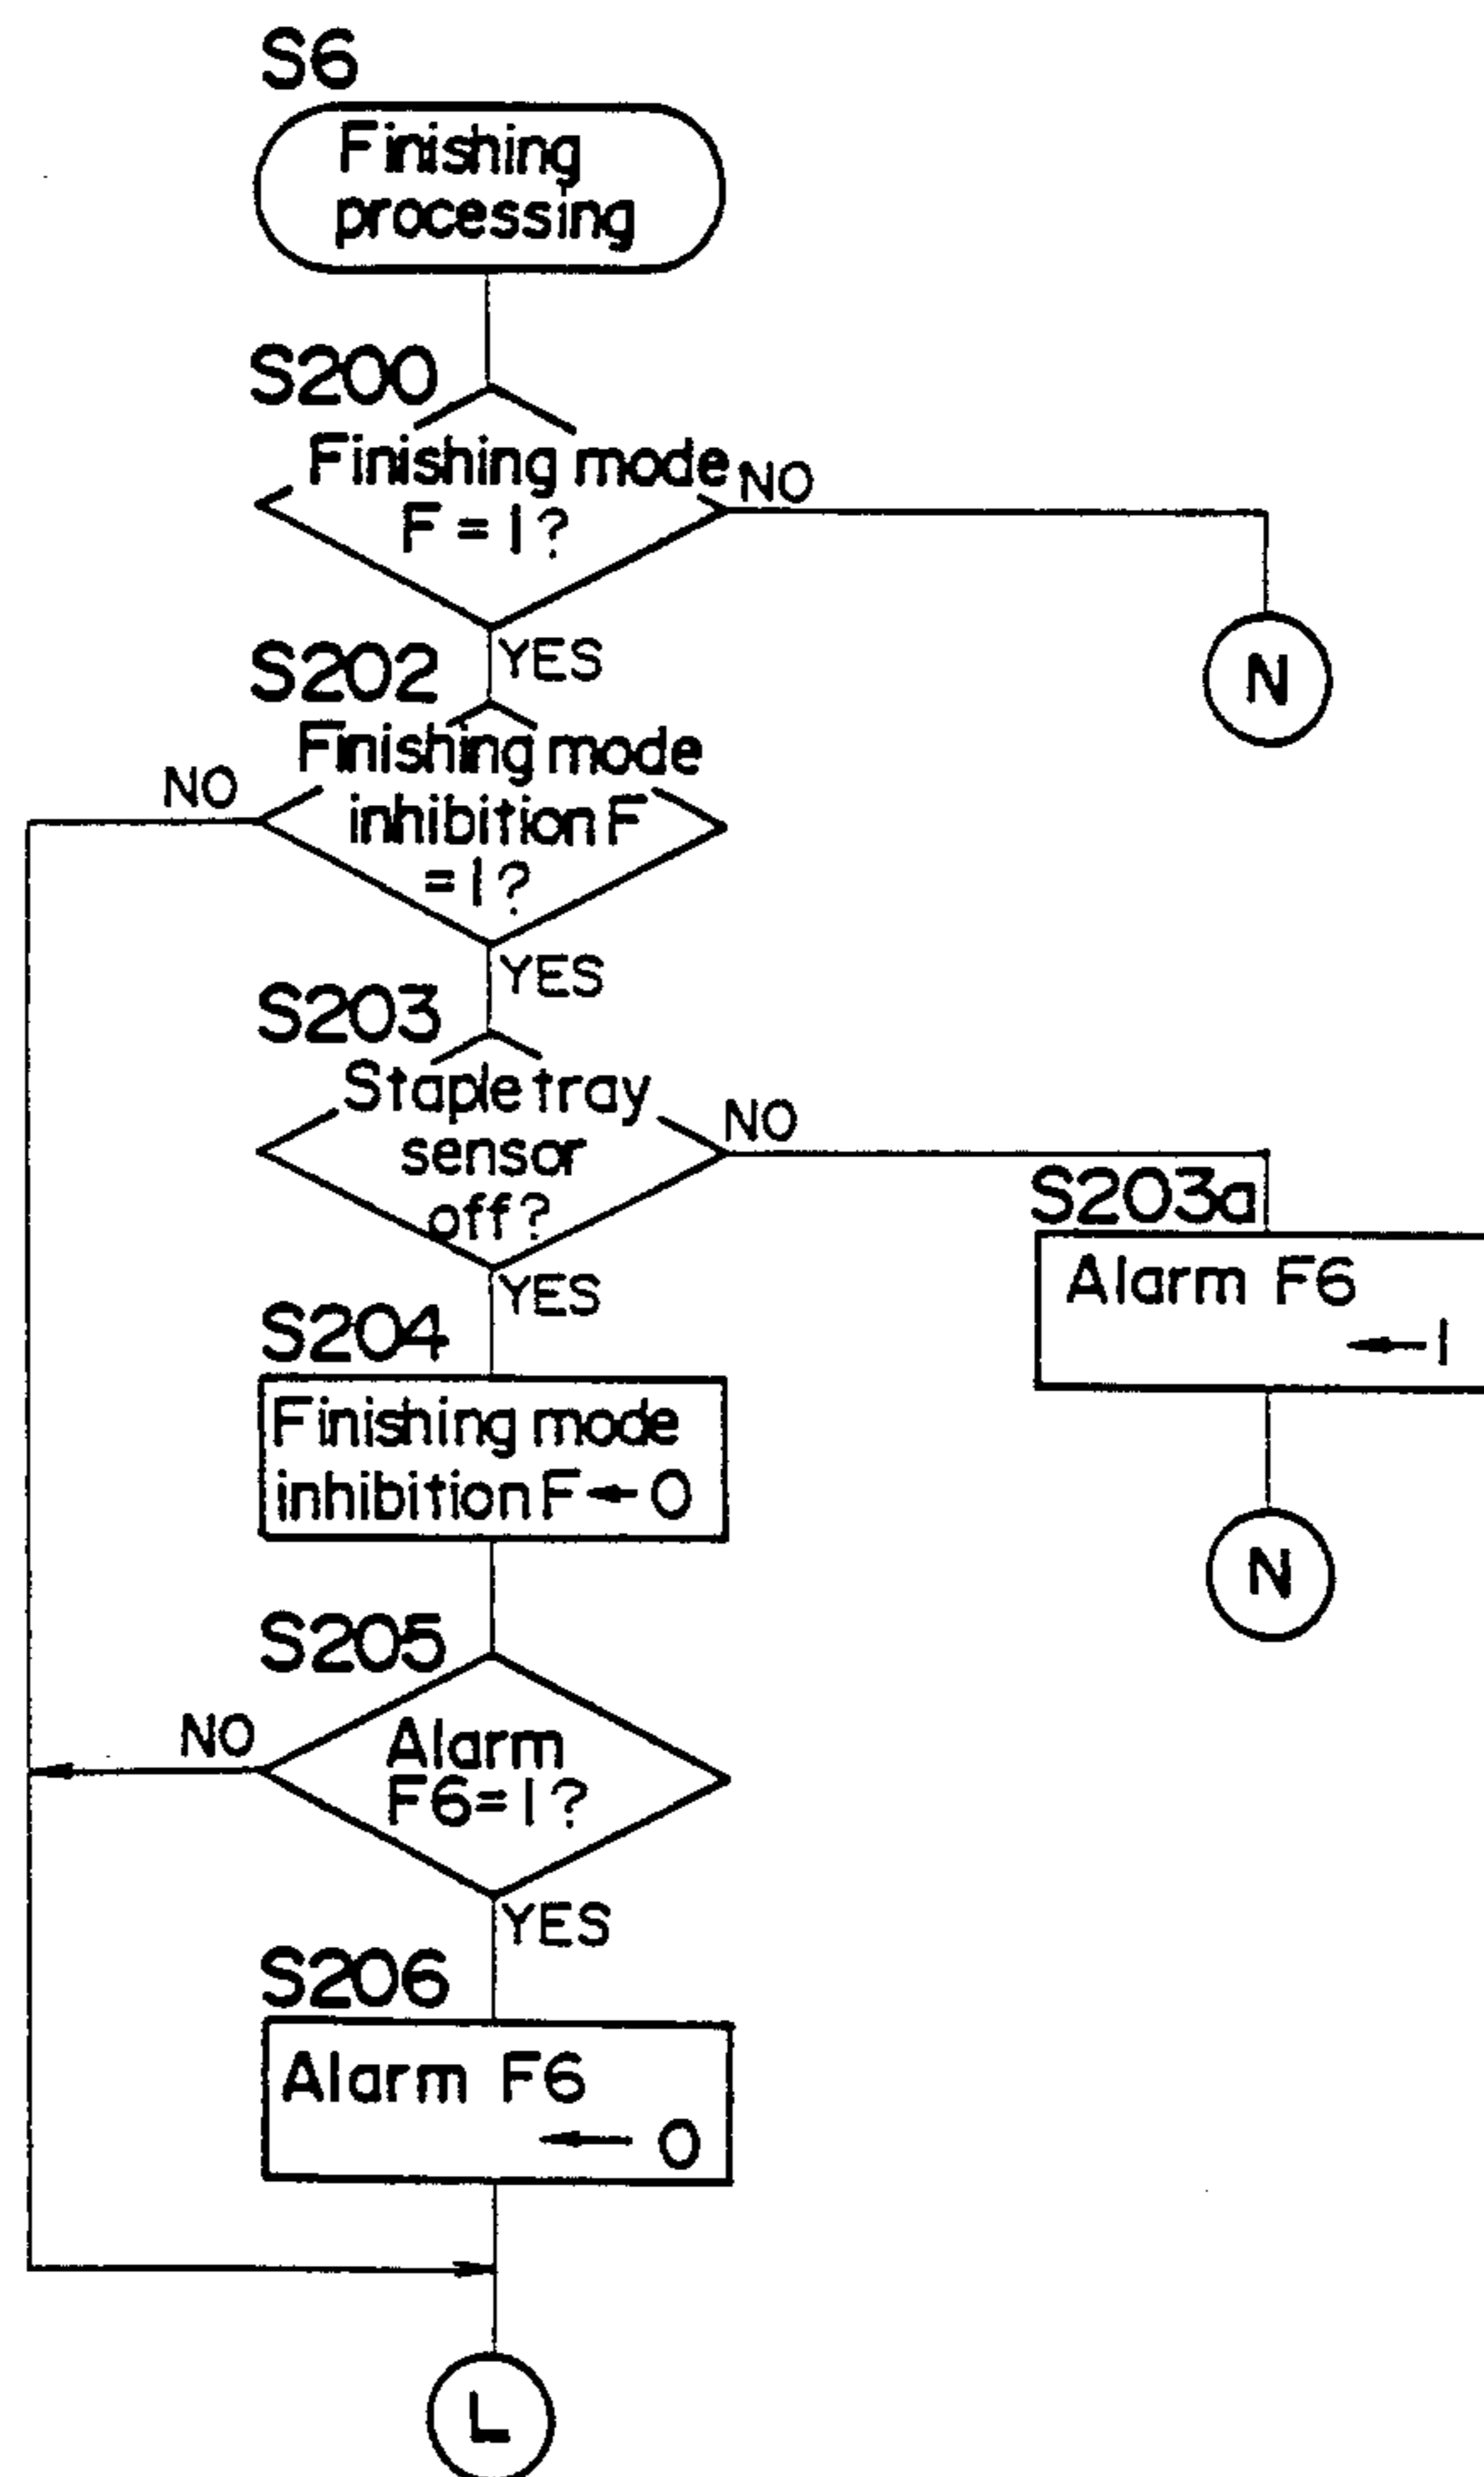 S6
Finishing
processing
S200
Finishing mode
F = 1 ?
NO
N
YES
S202
Finishing mode
inhibition F
= 1 ?
NO
YES
S203
Staple tray
sensor
off?
NO
S203a
Alarm F6
← 1
N
YES
S204
Finishing mode
inhibition F ← 0
S205
Alarm
F6 = 1 ?
NO
YES
S206
Alarm F6
← 0
L